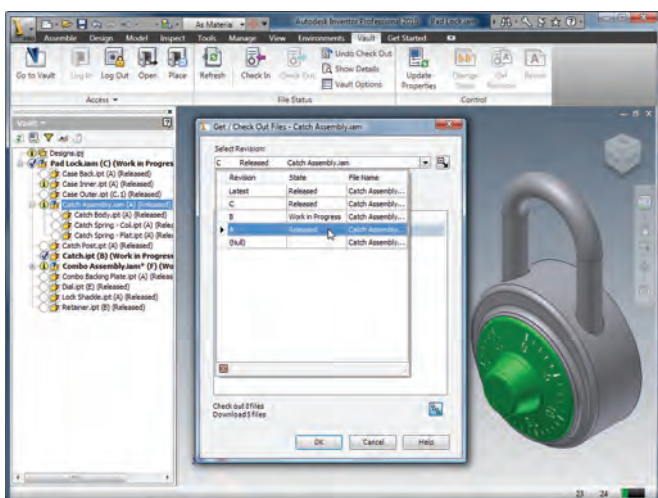 As Material
Autodesk Inventor Professional 2010 Pad Lock.iam
Assemble Design Model Inspect Tools Manage View Environments Vault Get Started
Undo Check Out
Show Details
Vault Options
Go to Vault Log In Log Out Open Place Refresh Check In Check Out Update Properties Change State Revise
Access File Status Control
Vault
Designs.ipj
Pad Lock.iam (C) (Work in Progres
Case Back.ipt (A) (Released)
Case Inner.ipt (A) (Released)
Case Outer.ipt (C.1) (Released)
Catch Assembly.iam (A) (Released)
Catch Body.ipt (A) (Released)
Catch Spring - Coil.ipt (A) (Rele
Catch Spring - Flat.ipt (A) (Rele
Catch Post.ipt (A) (Released)
Catch.ipt (B) (Work in Progress
Combo Assembly.iam* (F) (Wo
Combo Backing Plate.ipt (A) (Releas
Dial.ipt (E) (Released)
Lock Shackle.ipt (A) (Released)
Retainer.ipt (B) (Released)
Get / Check Out Files - Catch Assembly.iam
Select Revision:
C Released Catch Assembly.iam
Revision State File Name
Latest Released Catch Assembly...
C Released Catch Assembly...
B Work in Progress Catch Assembly...
A Released Catch Assembly...
(Null) Catch Assembly...
Check out 0 files
Download 5 files
OK Cancel Help
23 24